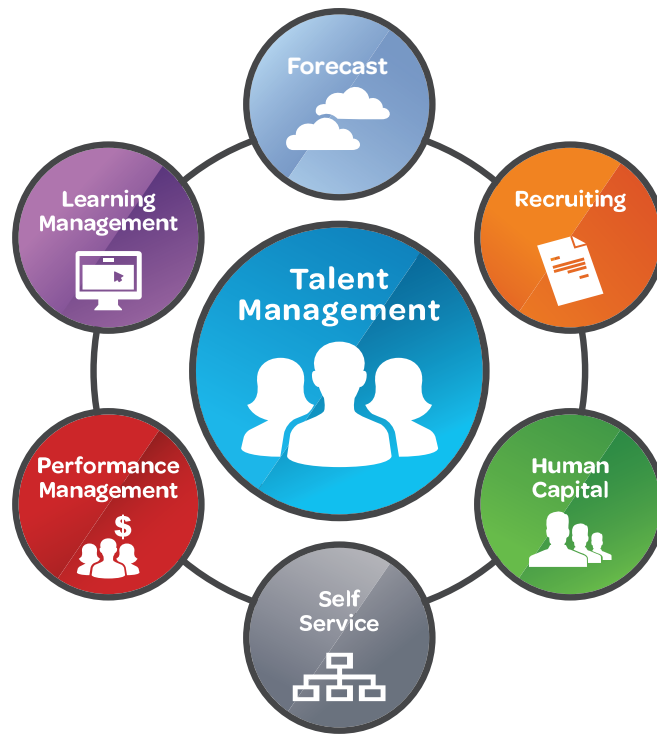 Forecast
Recruiting
Human
Capital
Self
Service
Performance
Management
$
Learning
Management
Talent
Management